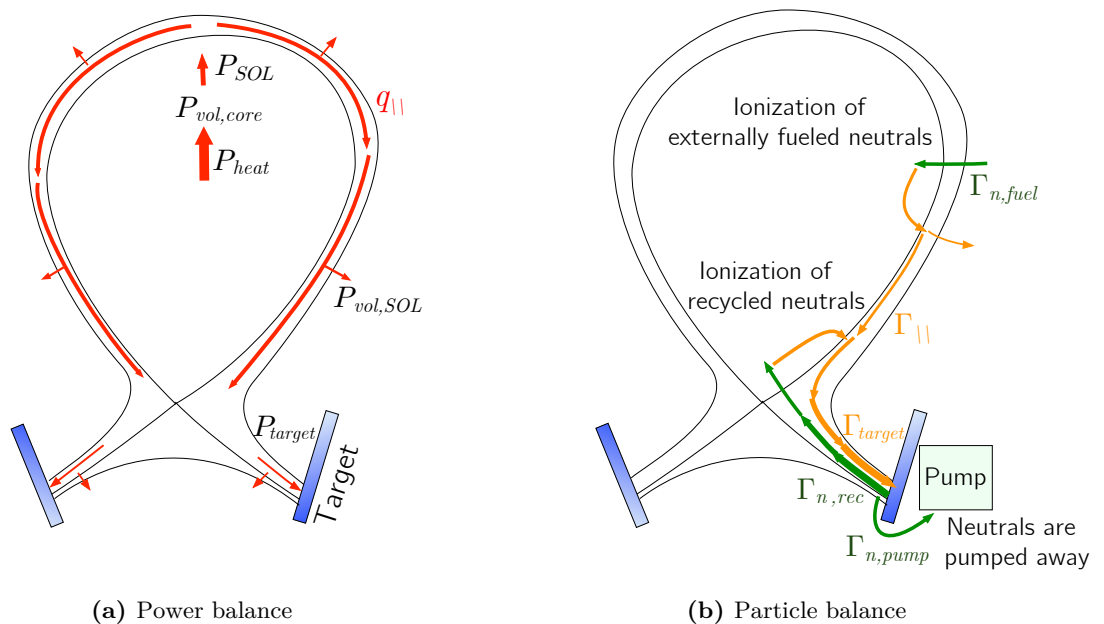 P_SOL
P_vol,core
q_||
P_heat
P_vol,SOL
P_target
Target
(a) Power balance
Ionization of
externally fueled neutrals
Γ_n,fuel
Ionization of
recycled neutrals
Γ_||
Γ_target
Γ_n,rec
Pump
Γ_n,pump
Neutrals are
pumped away
(b) Particle balance